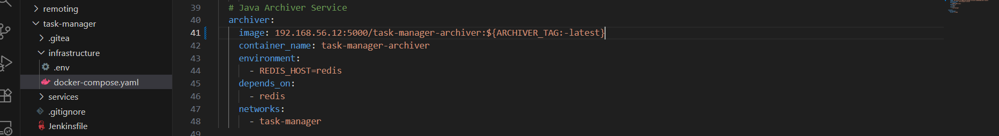 remoting
task-manager
.gitea
infrastructure
.env
docker-compose.yaml
services
.gitignore
Jenkinsfile
39 # Java Archiver Service
40 archiver:
41 image: 192.168.56.12:5000/task-manager-archiver:${ARCHIVER_TAG:-latest}
42 container_name: task-manager-archiver
43 environment:
44 - REDIS_HOST=redis
45 depends_on:
46 - redis
47 networks:
48 - task-manager
49